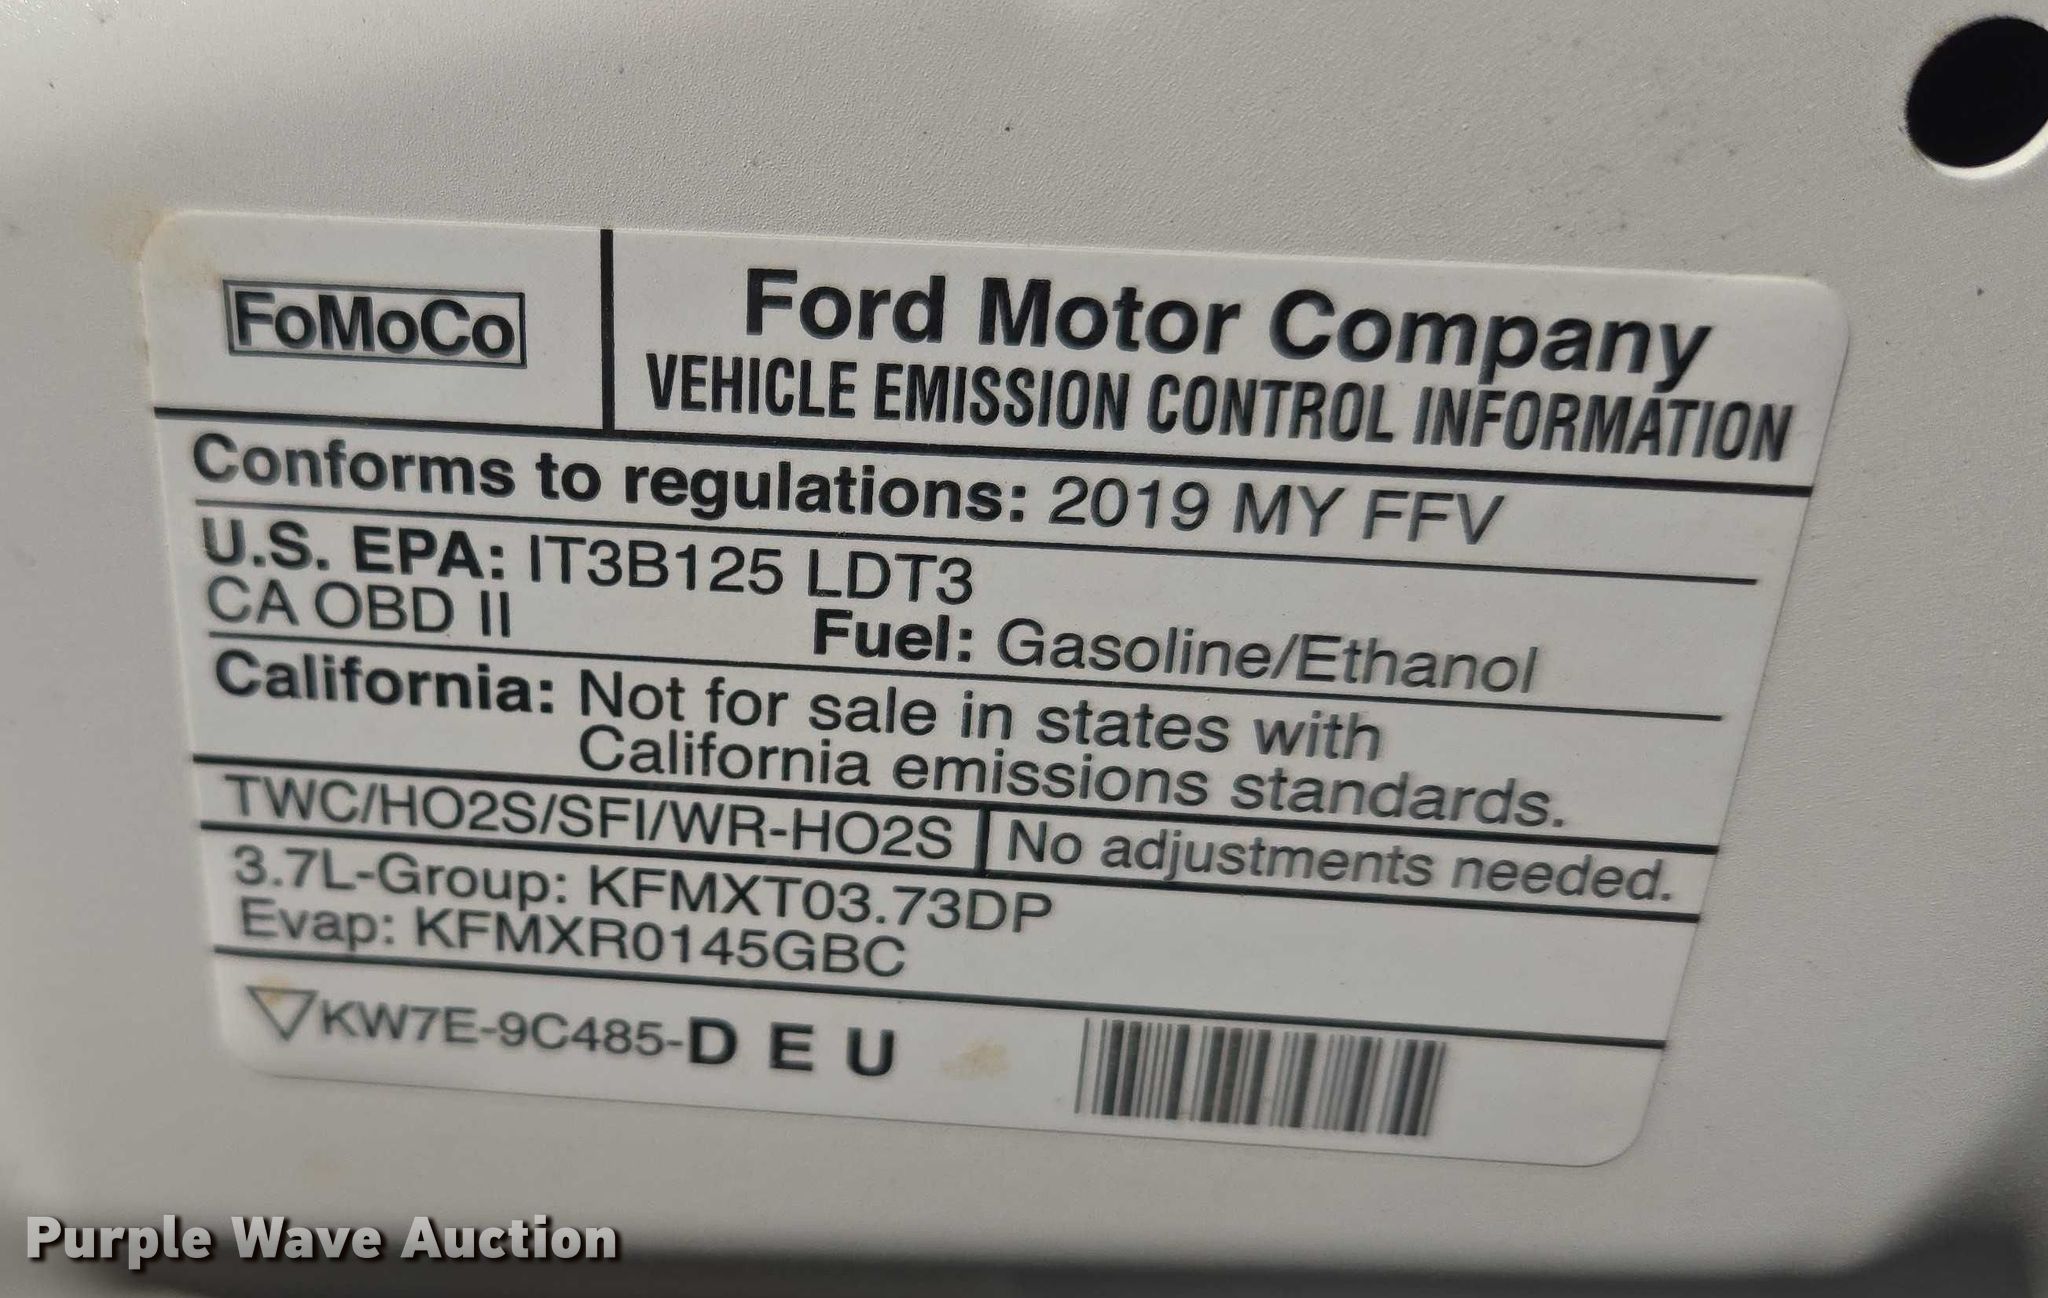 FoMoCo
Ford Motor Company
VEHICLE EMISSION CONTROL INFORMATION
Conforms to regulations: 2019 MY FFV
U.S. EPA: IT3B125 LDT3
CA OBD II Fuel: Gasoline/Ethanol
California: Not for sale in states with
California emissions standards.
TWC/HO2S/SFI/WR-HO2S No adjustments needed.
3.7L-Group: KFMXT03.73DP
Evap: KFMXR0145GBC
KW7E-9C485-D E U
Purple Wave Auction